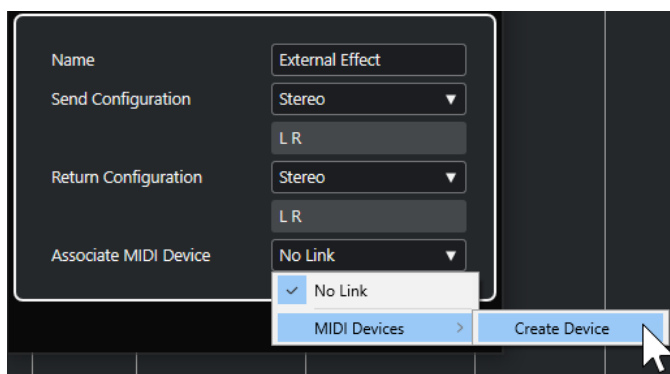 Name External Effect
Send Configuration Stereo
L R
Return Configuration Stereo
L R
Associate MIDI Device No Link
No Link
MIDI Devices Create Device